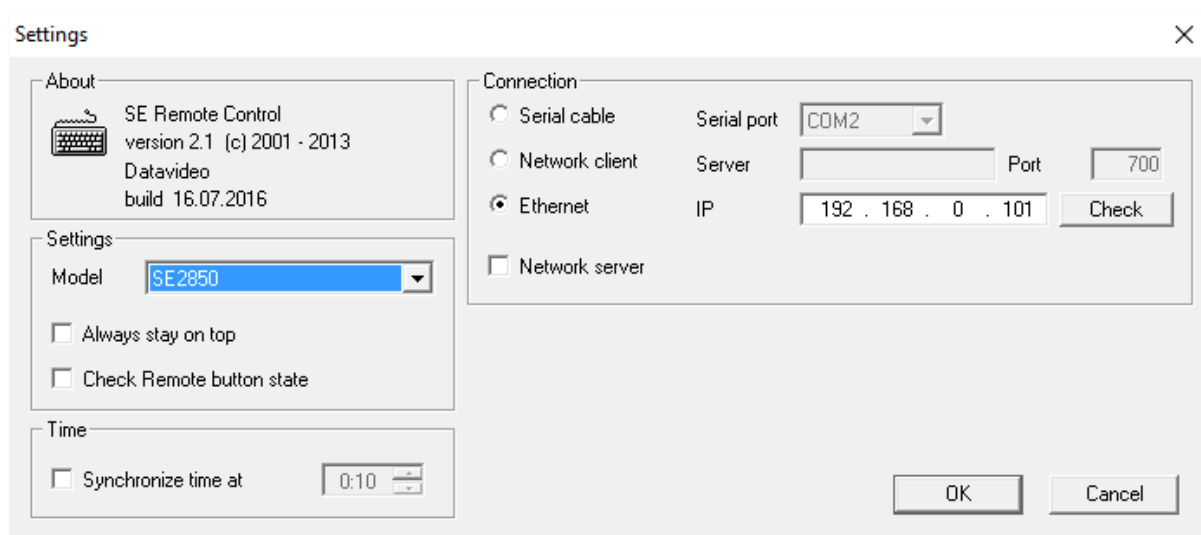 Settings
About
SE Remote Control
version 2.1 (c) 2001 - 2013
Datavideo
build 16.07.2016
Settings
Model SE2850
Always stay on top
Check Remote button state
Time
Synchronize time at 0:10
Connection
Serial cable Serial port COM2
Network client Server Port 700
Ethernet IP 192 . 168 . 0 . 101 Check
Network server
OK Cancel